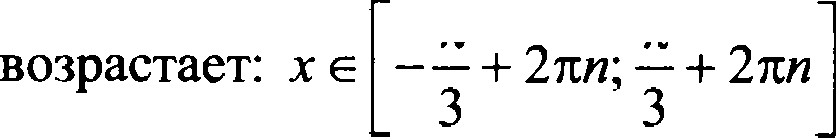 возрастает: x ∈ [ -π/3 + 2πn; π/3 + 2πn ]